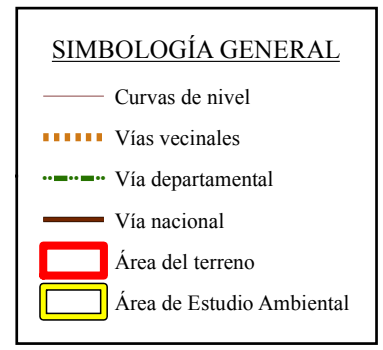 SIMBOLOGÍA GENERAL
Curvas de nivel
Vías vecinales
Vía departamental
Vía nacional
Área del terreno
Área de Estudio Ambiental